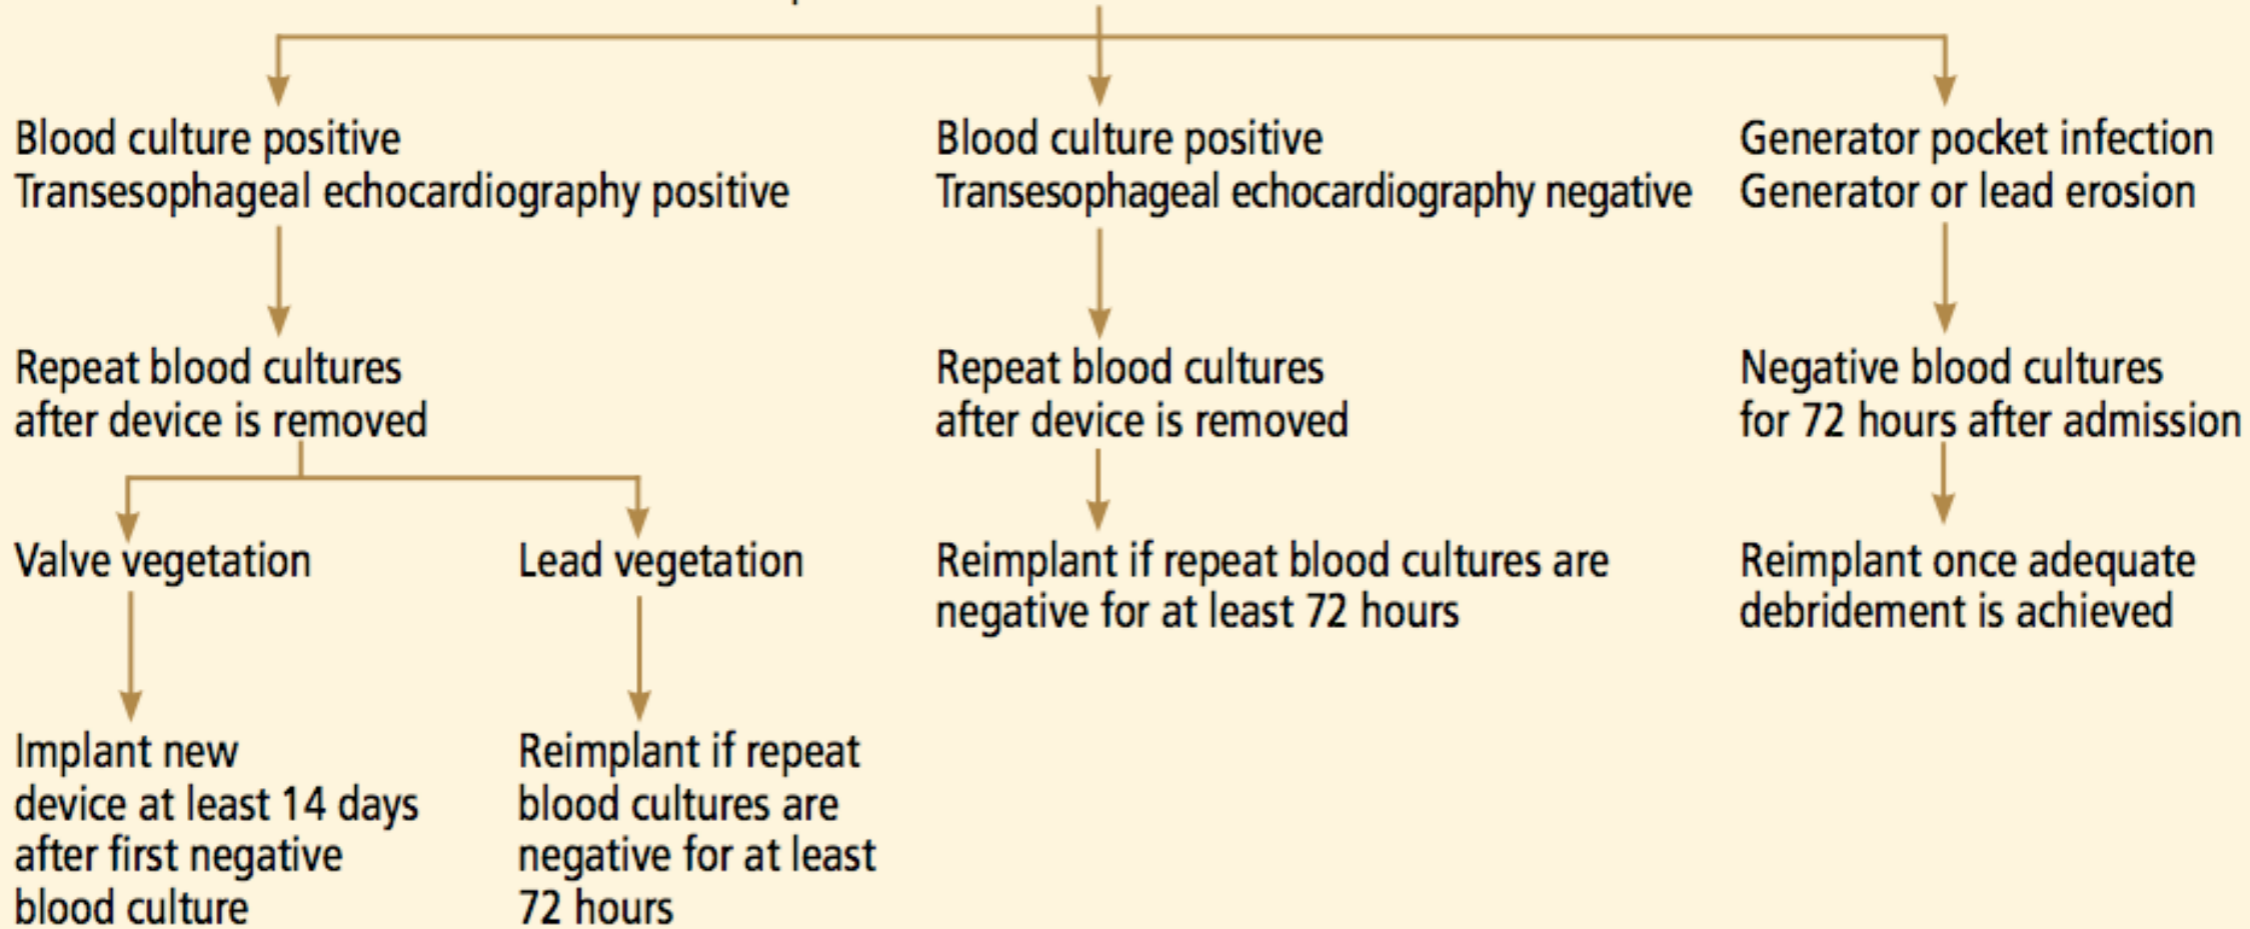 Blood culture positive
Transesophageal echocardiography positive
Blood culture positive
Transesophageal echocardiography negative
Generator pocket infection
Generator or lead erosion
Repeat blood cultures
after device is removed
Repeat blood cultures
after device is removed
Negative blood cultures
for 72 hours after admission
Valve vegetation
Lead vegetation
Reimplant if repeat blood cultures are
negative for at least 72 hours
Reimplant once adequate
debridement is achieved
Implant new
device at least 14 days
after first negative
blood culture
Reimplant if repeat
blood cultures are
negative for at least
72 hours